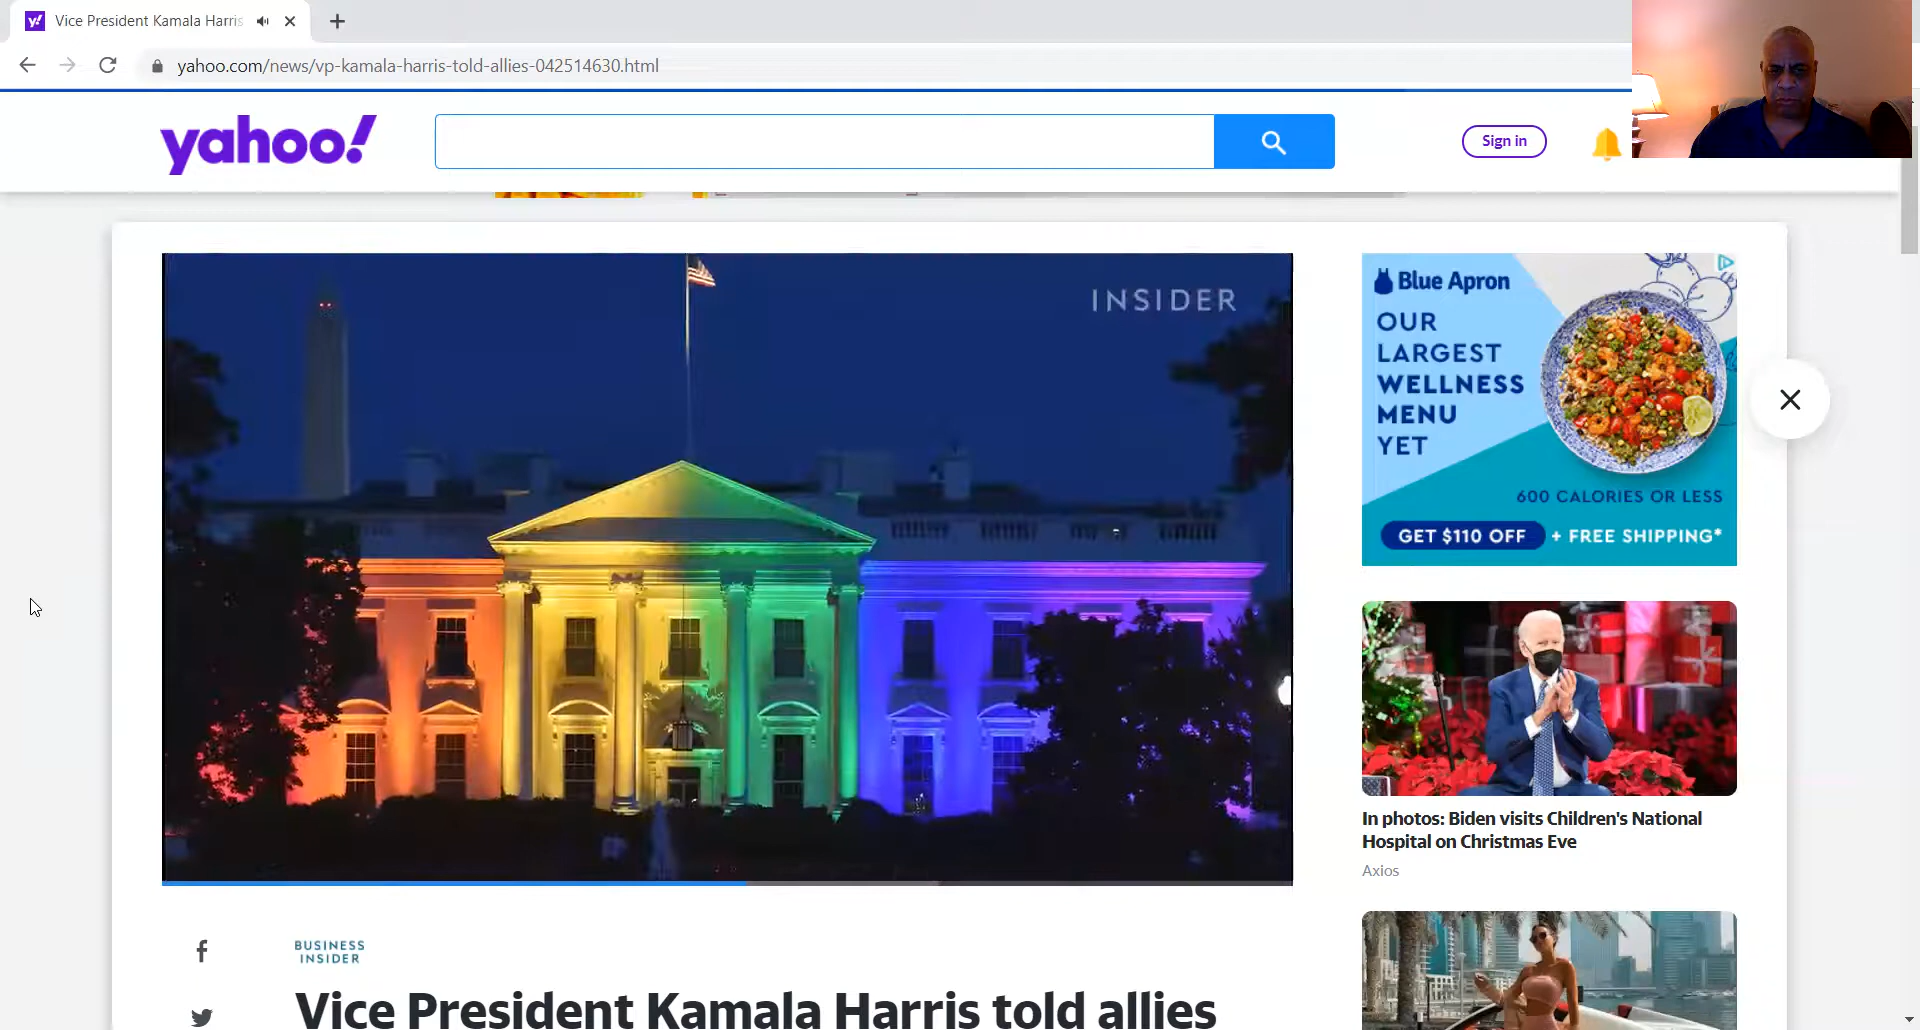 Vice President Kamala Harris
yahoo.com/news/vp-kamala-harris-told-allies-042514630.html
yahoo!
Sign in
INSIDER
Blue Apron
OUR
LARGEST
WELLNESS
MENU
YET
600 CALORIES OR LESS
GET $110 OFF + FREE SHIPPING*
In photos: Biden visits Children's National
Hospital on Christmas Eve
Axios
BUSINESS
INSIDER
Vice President Kamala Harris told allies